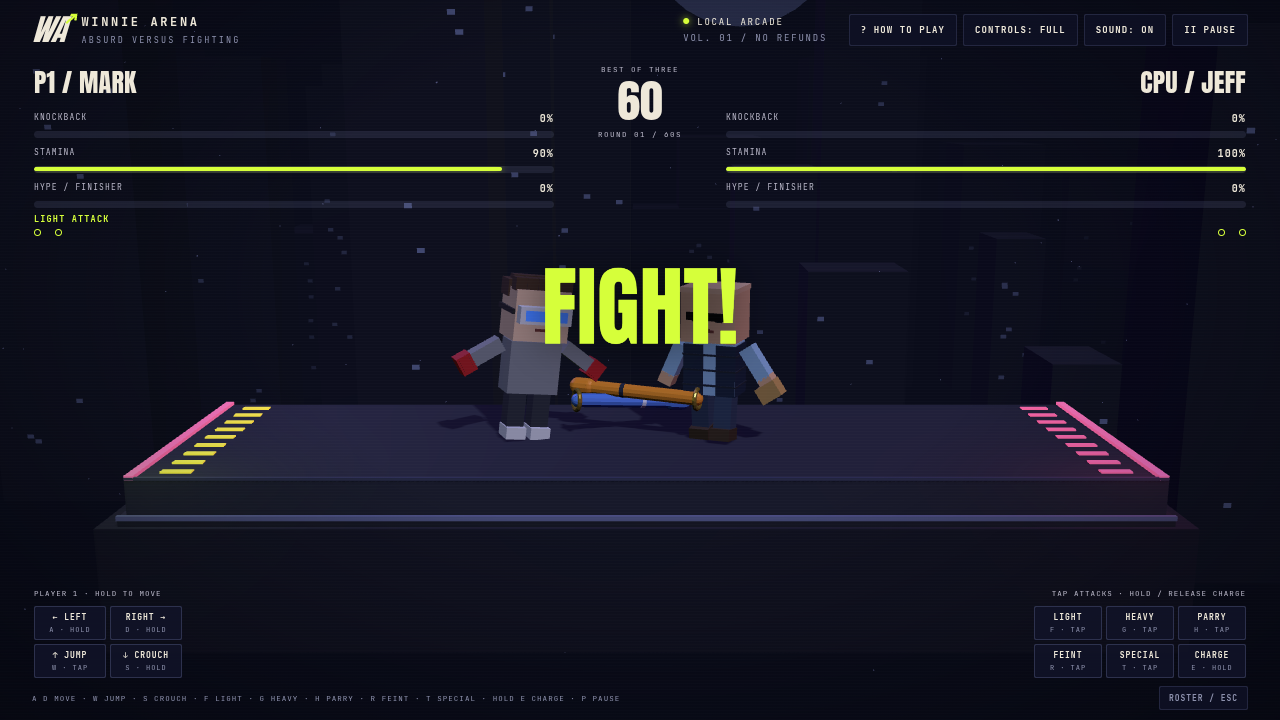 WA WINNIE ARENA
ABSURD VERSUS FIGHTING
LOCAL ARCADE
VOL. 01 / NO REFUNDS
? HOW TO PLAY
CONTROLS: FULL
SOUND: ON
II PAUSE
P1 / MARK
BEST OF THREE
60
ROUND 01 / 60S
CPU / JEFF
KNOCKBACK 0%
STAMINA 90%
HYPE / FINISHER 0%
LIGHT ATTACK
KNOCKBACK 0%
STAMINA 100%
HYPE / FINISHER 0%
FIGHT!
PLAYER 1 · HOLD TO MOVE
← LEFT
A · HOLD
RIGHT →
D · HOLD
↑ JUMP
W · TAP
↓ CROUCH
S · HOLD
TAP ATTACKS · HOLD / RELEASE CHARGE
LIGHT
F · TAP
HEAVY
G · TAP
PARRY
H · TAP
FEINT
R · TAP
SPECIAL
T · TAP
CHARGE
E · HOLD
A D MOVE · W JUMP · S CROUCH · F LIGHT · G HEAVY · H PARRY · R FEINT · T SPECIAL · HOLD E CHARGE · P PAUSE
ROSTER / ESC